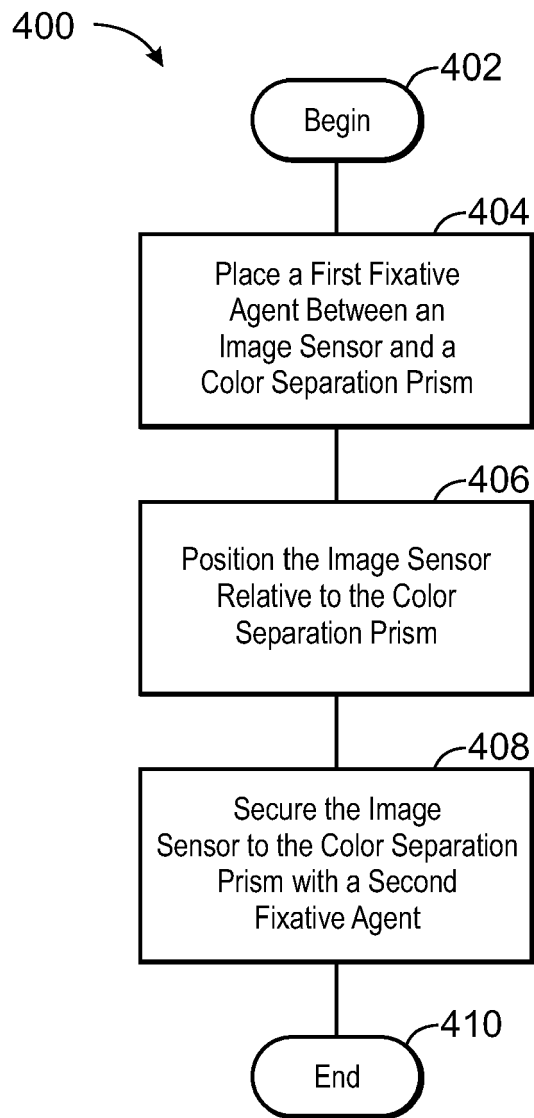 400
402
Begin
404
Place a First Fixative
Agent Between an
Image Sensor and a
Color Separation Prism
406
Position the Image Sensor
Relative to the Color
Separation Prism
408
Secure the Image
Sensor to the Color Separation
Prism with a Second
Fixative Agent
410
End